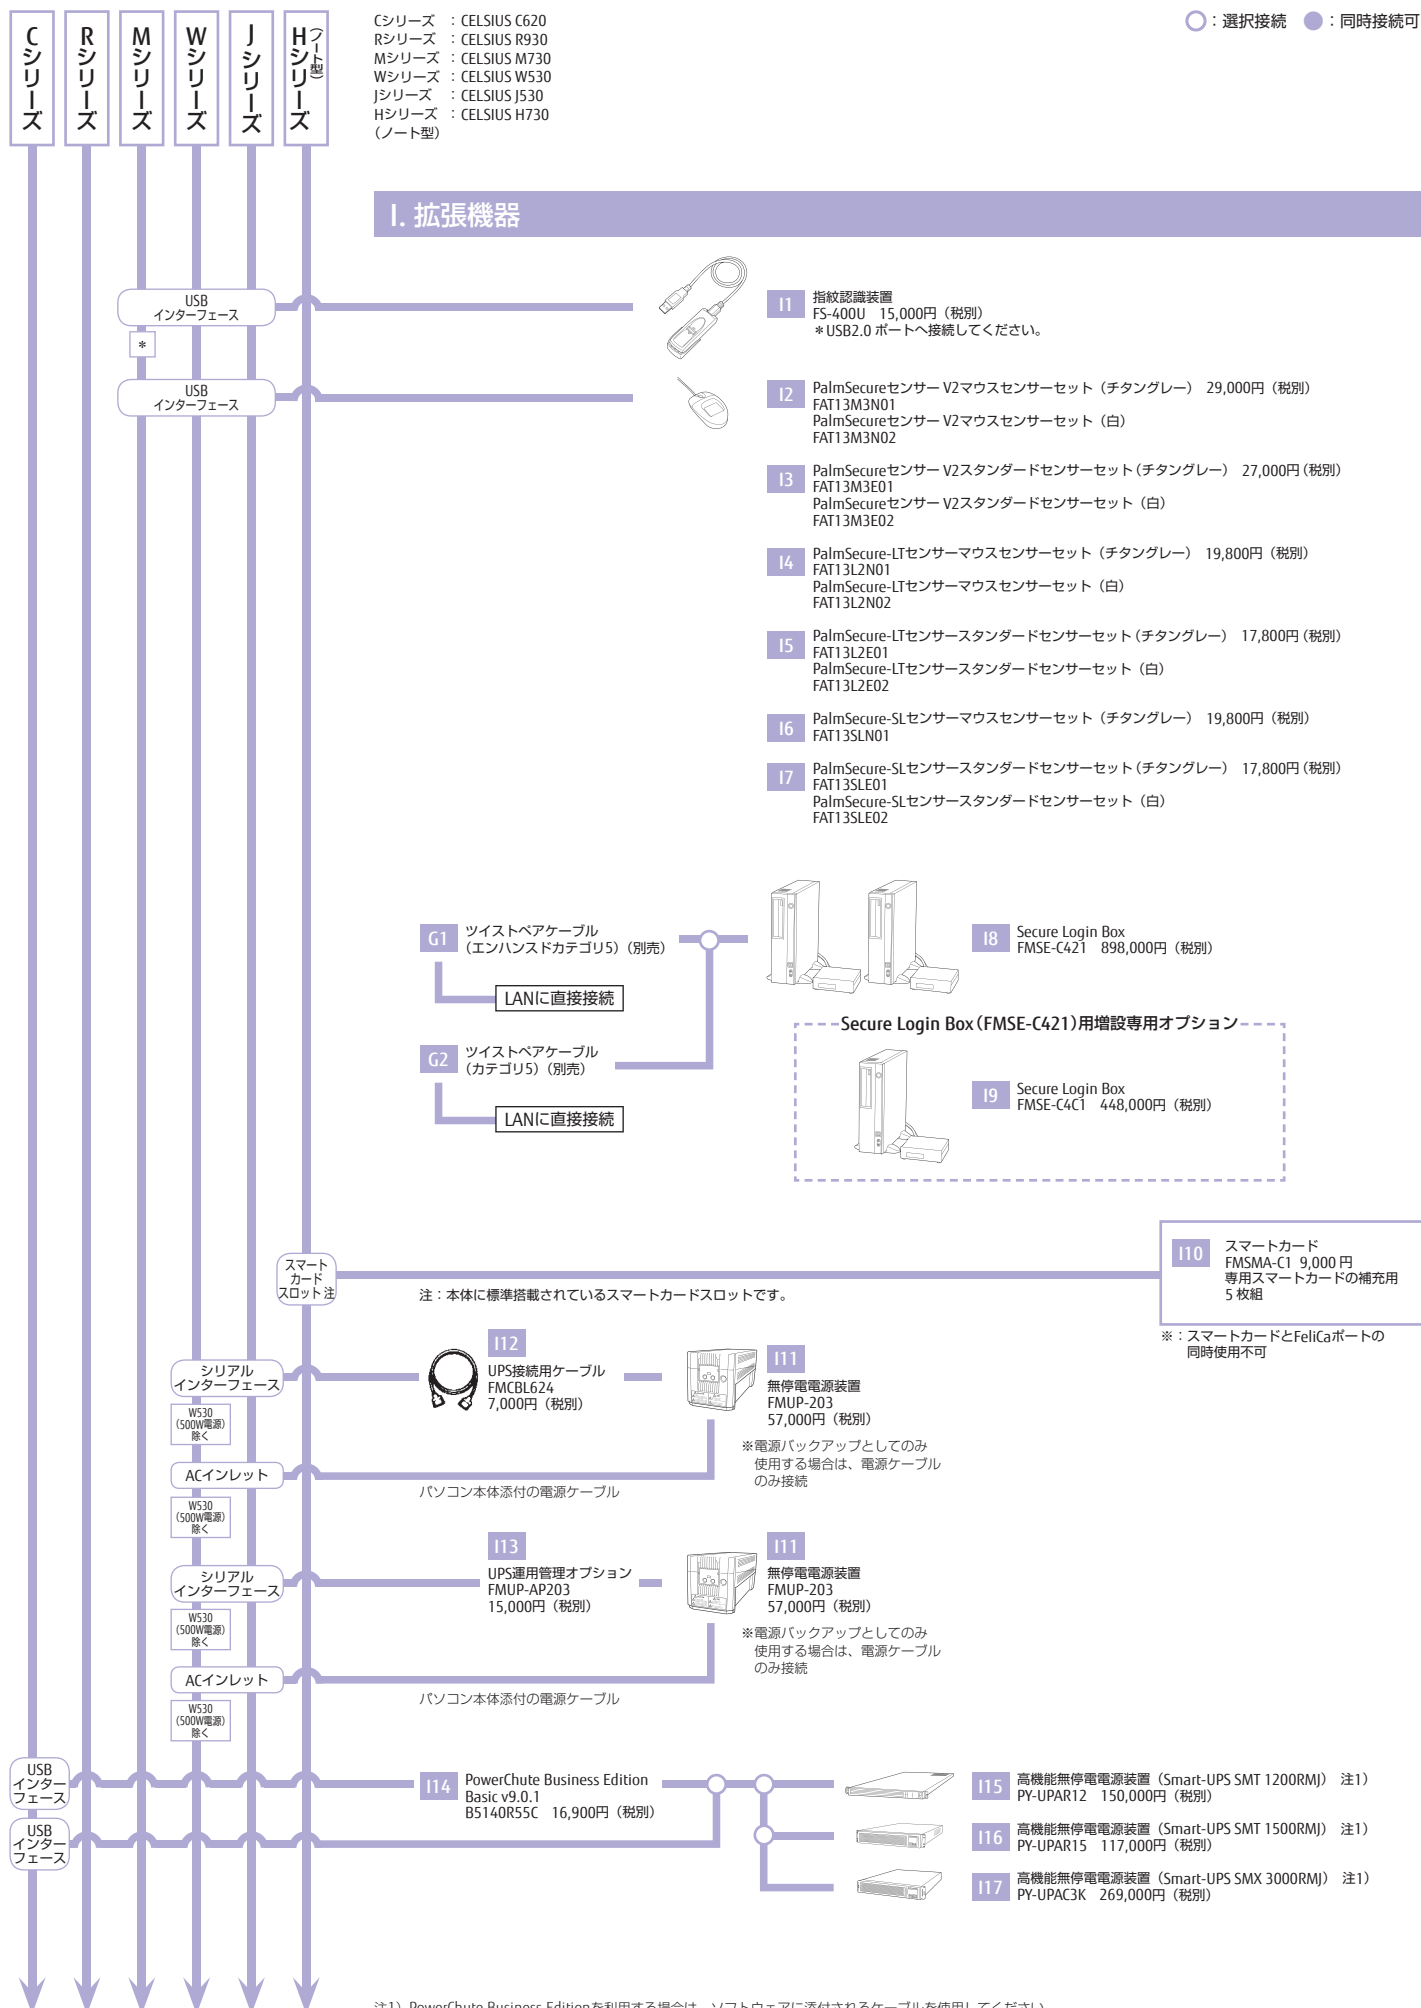 Cシリーズ
Rシリーズ
Mシリーズ
Wシリーズ
Jシリーズ
Hシリーズ
（ノート型）
Cシリーズ ：CELSIUS C620
Rシリーズ ：CELSIUS R930
Mシリーズ ：CELSIUS M730
Wシリーズ ：CELSIUS W530
Jシリーズ ：CELSIUS J530
Hシリーズ ：CELSIUS H730
（ノート型）
：選択接続 ：同時接続可
I. 拡張機器
USB
インターフェース
＊
I1 指紋認識装置
FS-400U 15,000円（税別）
＊USB2.0 ポートへ接続してください。
USB
インターフェース
I2 PalmSecureセンサー V2マウスセンサーセット（チタングレー） 29,000円（税別）
FAT13M3N01
PalmSecureセンサー V2マウスセンサーセット（白）
FAT13M3N02
I3 PalmSecureセンサー V2スタンダードセンサーセット（チタングレー） 27,000円（税別）
FAT13M3E01
PalmSecureセンサー V2スタンダードセンサーセット（白）
FAT13M3E02
I4 PalmSecure-LTセンサーマウスセンサーセット（チタングレー） 19,800円（税別）
FAT13L2N01
PalmSecure-LTセンサーマウスセンサーセット（白）
FAT13L2N02
I5 PalmSecure-LTセンサースタンダードセンサーセット（チタングレー） 17,800円（税別）
FAT13L2E01
PalmSecure-LTセンサースタンダードセンサーセット（白）
FAT13L2E02
I6 PalmSecure-SLセンサーマウスセンサーセット（チタングレー） 19,800円（税別）
FAT13SLN01
I7 PalmSecure-SLセンサースタンダードセンサーセット（チタングレー） 17,800円（税別）
FAT13SLE01
PalmSecure-SLセンサースタンダードセンサーセット（白）
FAT13SLE02
G1 ツイストペアケーブル
（エンハンスドカテゴリ5）（別売）
LANに直接接続
I8 Secure Login Box
FMSE-C421 898,000円（税別）
G2 ツイストペアケーブル
（カテゴリ5）（別売）
LANに直接接続
Secure Login Box（FMSE-C421）用増設専用オプション
I9 Secure Login Box
FMSE-C4C1 448,000円（税別）
スマート
カード
スロット 注
注：本体に標準搭載されているスマートカードスロットです。
I10 スマートカード
FMSMA-C1 9,000 円
専用スマートカードの補充用
5 枚組
※：スマートカードとFeliCaポートの
同時使用不可
シリアル
インターフェース
W530
（500W電源）
除く
I12
UPS接続用ケーブル
FMCBL624
7,000円（税別）
I11
無停電電源装置
FMUP-203
57,000円（税別）
※電源バックアップとしてのみ
使用する場合は、電源ケーブル
のみ接続
ACインレット
パソコン本体添付の電源ケーブル
W530
（500W電源）
除く
シリアル
インターフェース
W530
（500W電源）
除く
I13
UPS運用管理オプション
FMUP-AP203
15,000円（税別）
I11
無停電電源装置
FMUP-203
57,000円（税別）
※電源バックアップとしてのみ
使用する場合は、電源ケーブル
のみ接続
ACインレット
パソコン本体添付の電源ケーブル
W530
（500W電源）
除く
USB
インター
フェース
I14 PowerChute Business Edition
Basic v9.0.1
B5140R55C 16,900円（税別）
USB
インター
フェース
I15 高機能無停電電源装置（Smart-UPS SMT 1200RMJ） 注1）
PY-UPAR12 150,000円（税別）
I16 高機能無停電電源装置（Smart-UPS SMT 1500RMJ） 注1）
PY-UPAR15 117,000円（税別）
I17 高機能無停電電源装置（Smart-UPS SMX 3000RMJ） 注1）
PY-UPAC3K 269,000円（税別）
注1）PowerChute Business Editionを利用する場合は、ソフトウェアに添付されるケーブルを使用してください。